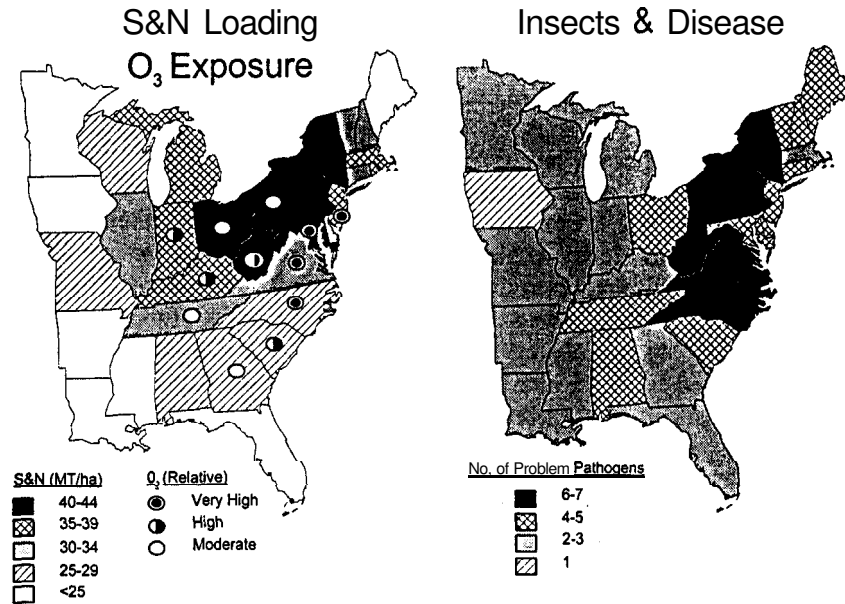 S&N Loading
O3 Exposure
Insects & Disease
S&N (MT/ha)
40-44
35-39
30-34
25-29
<25
03 (Relative)
Very High
High
Moderate
No. of Problem Pathogens
6-7
4-5
2-3
1